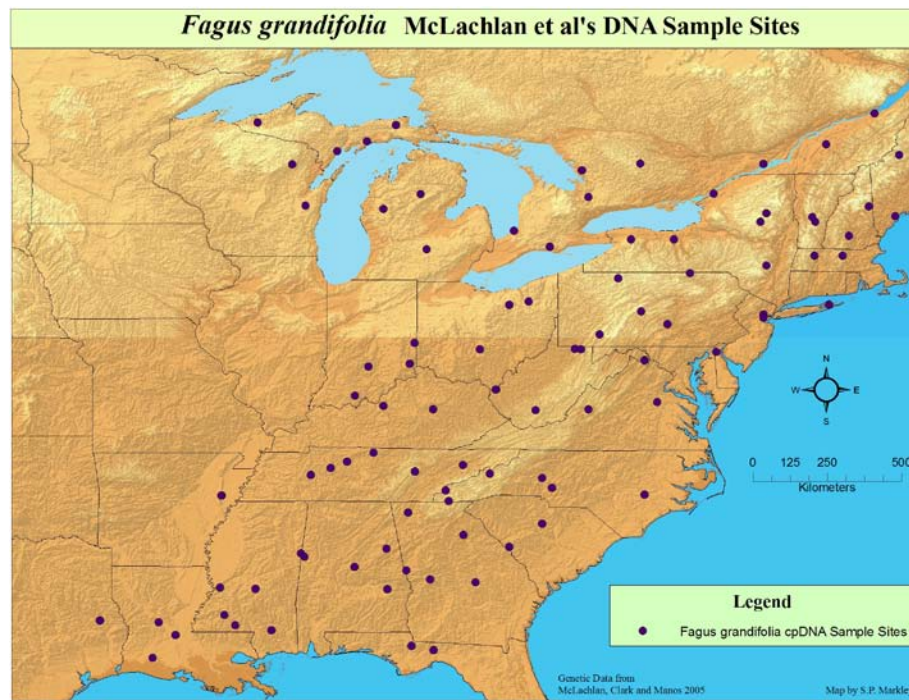 Fagus grandifolia McLachlan et al's DNA Sample Sites
N
W E
S
0 125 250 500
Kilometers
Legend
Fagus grandifolia cpDNA Sample Sites
Genetic Data from
McLachlan, Clark and Manos 2005
Map by S.P. Markle